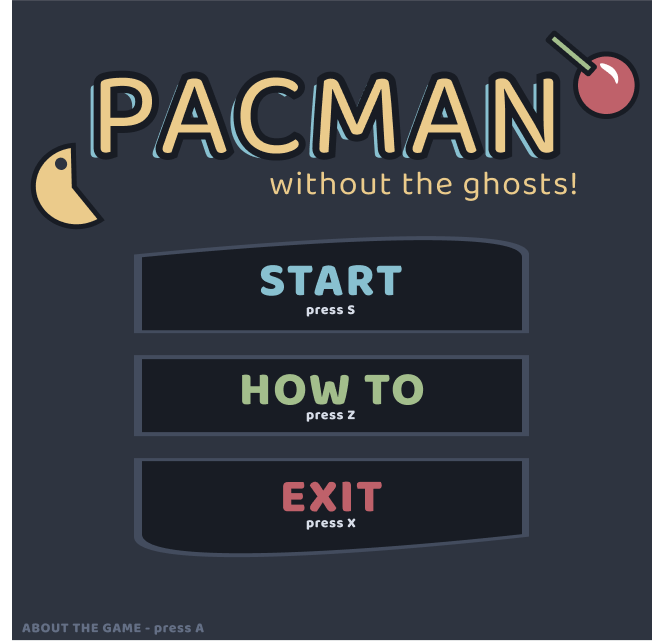 PACMAN
without the ghosts!
START
press S
HOW TO
press Z
EXIT
press X
ABOUT THE GAME - press A